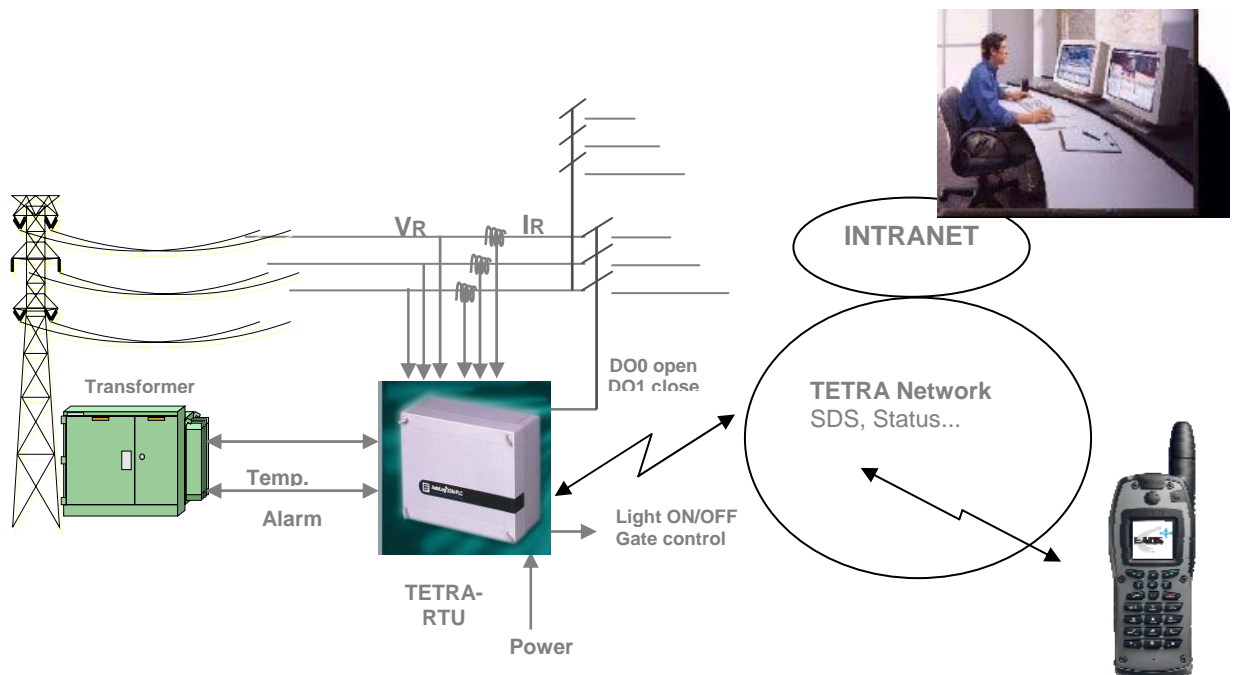 INTRANET
VR
IR
DO0 open
DO1 close
Transformer
TETRA Network
SDS, Status...
Temp.
Alarm
Light ON/OFF
Gate control
TETRA-
RTU
Power
EADS